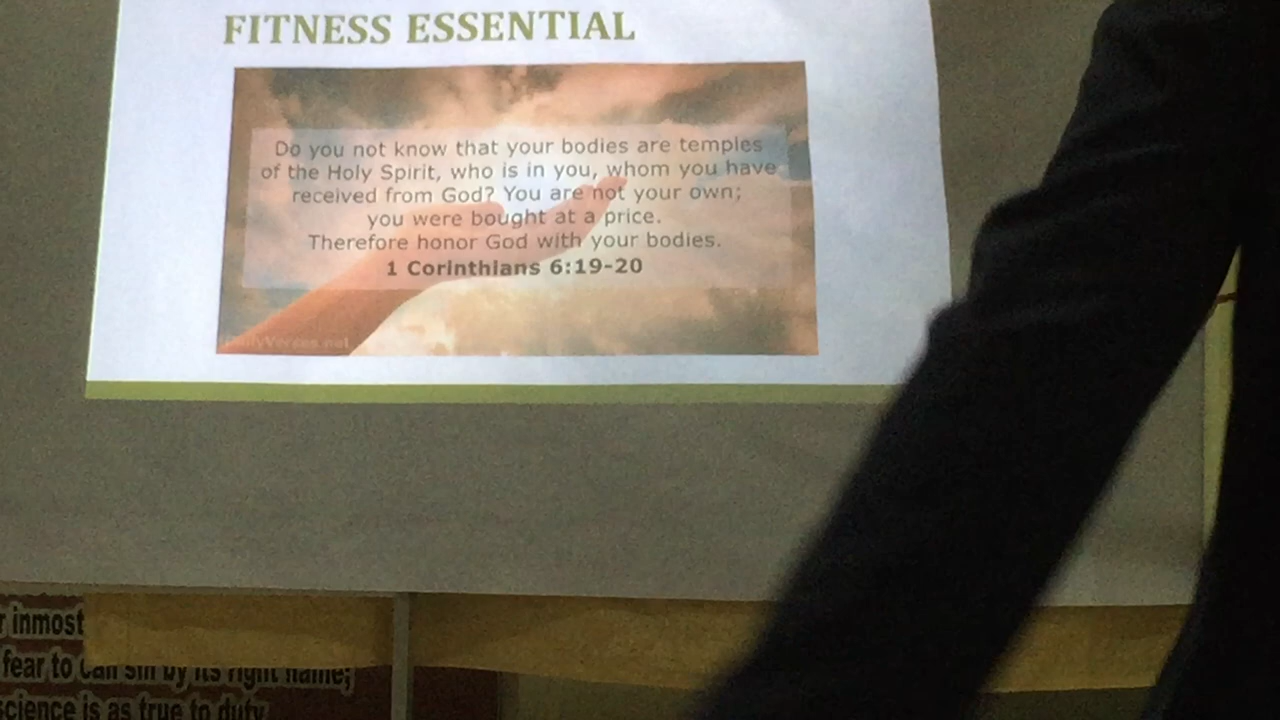 FITNESS ESSENTIAL
Do you not know that your bodies are temples
of the Holy Spirit, who is in you, whom you have
received from God? You are not your own;
you were bought at a price.
Therefore honor God with your bodies.
1 Corinthians 6:19-20
DailyVerses.net
r inmost
fear to call sin by its right name;
science is as true to duty